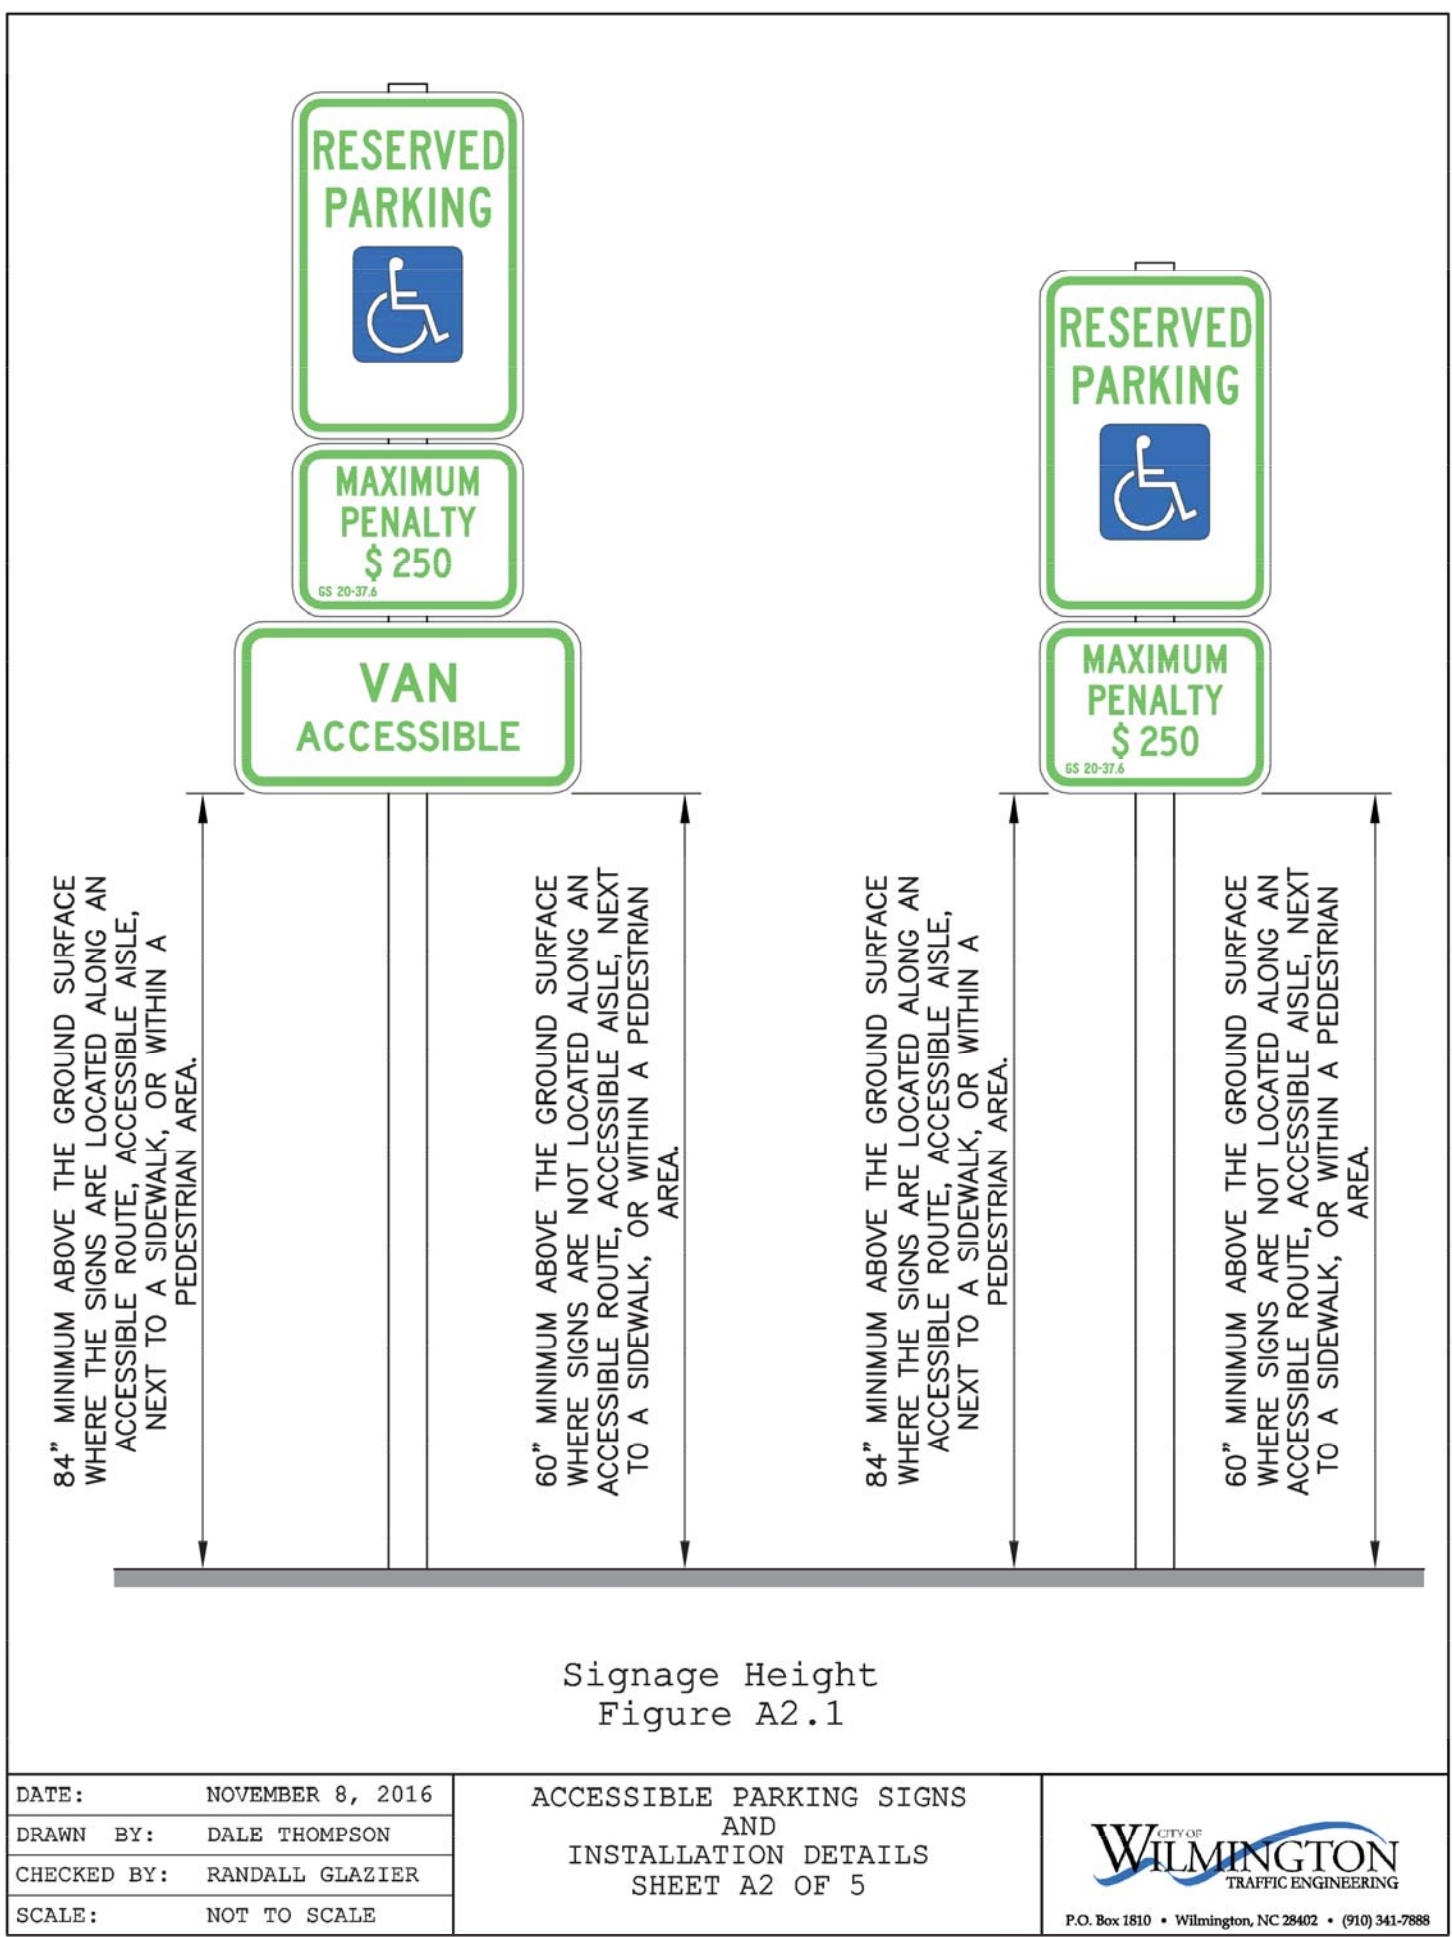 RESERVED
PARKING
MAXIMUM
PENALTY
$ 250
GS 20-37.6
VAN
ACCESSIBLE
RESERVED
PARKING
MAXIMUM
PENALTY
$ 250
GS 20-37.6
84" MINIMUM ABOVE THE GROUND SURFACE
WHERE THE SIGNS ARE LOCATED ALONG AN
ACCESSIBLE ROUTE, ACCESSIBLE AISLE,
NEXT TO A SIDEWALK, OR WITHIN A
PEDESTRIAN AREA.
60" MINIMUM ABOVE THE GROUND SURFACE
WHERE SIGNS ARE NOT LOCATED ALONG AN
ACCESSIBLE ROUTE, ACCESSIBLE AISLE, NEXT
TO A SIDEWALK, OR WITHIN A PEDESTRIAN
AREA.
84" MINIMUM ABOVE THE GROUND SURFACE
WHERE THE SIGNS ARE LOCATED ALONG AN
ACCESSIBLE ROUTE, ACCESSIBLE AISLE,
NEXT TO A SIDEWALK, OR WITHIN A
PEDESTRIAN AREA.
60" MINIMUM ABOVE THE GROUND SURFACE
WHERE SIGNS ARE NOT LOCATED ALONG AN
ACCESSIBLE ROUTE, ACCESSIBLE AISLE, NEXT
TO A SIDEWALK, OR WITHIN A PEDESTRIAN
AREA.
Signage Height
Figure A2.1
DATE: NOVEMBER 8, 2016
DRAWN BY: DALE THOMPSON
CHECKED BY: RANDALL GLAZIER
SCALE: NOT TO SCALE
ACCESSIBLE PARKING SIGNS
AND
INSTALLATION DETAILS
SHEET A2 OF 5
CITY OF
WILMINGTON
TRAFFIC ENGINEERING
P.O. Box 1810 • Wilmington, NC 28402 • (910) 341-7888